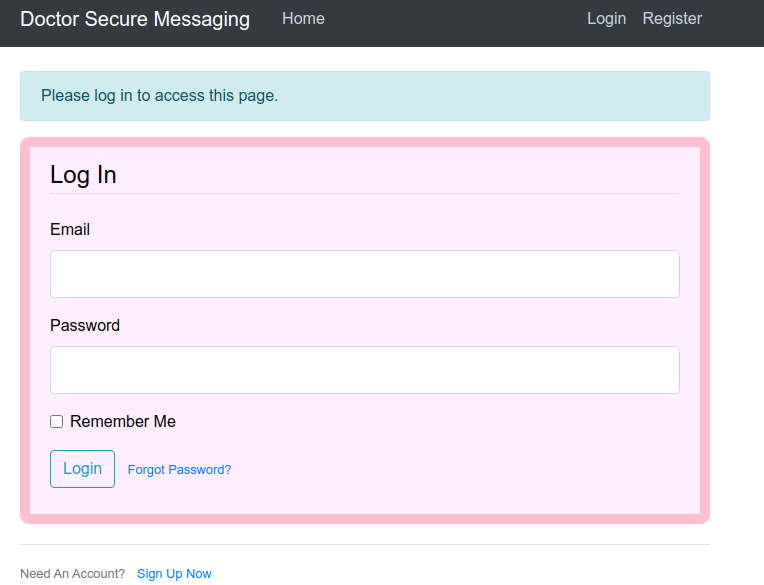 Doctor Secure Messaging Home Login Register
Please log in to access this page.
Log In
Email
Password
Remember Me
Login Forgot Password?
Need An Account? Sign Up Now